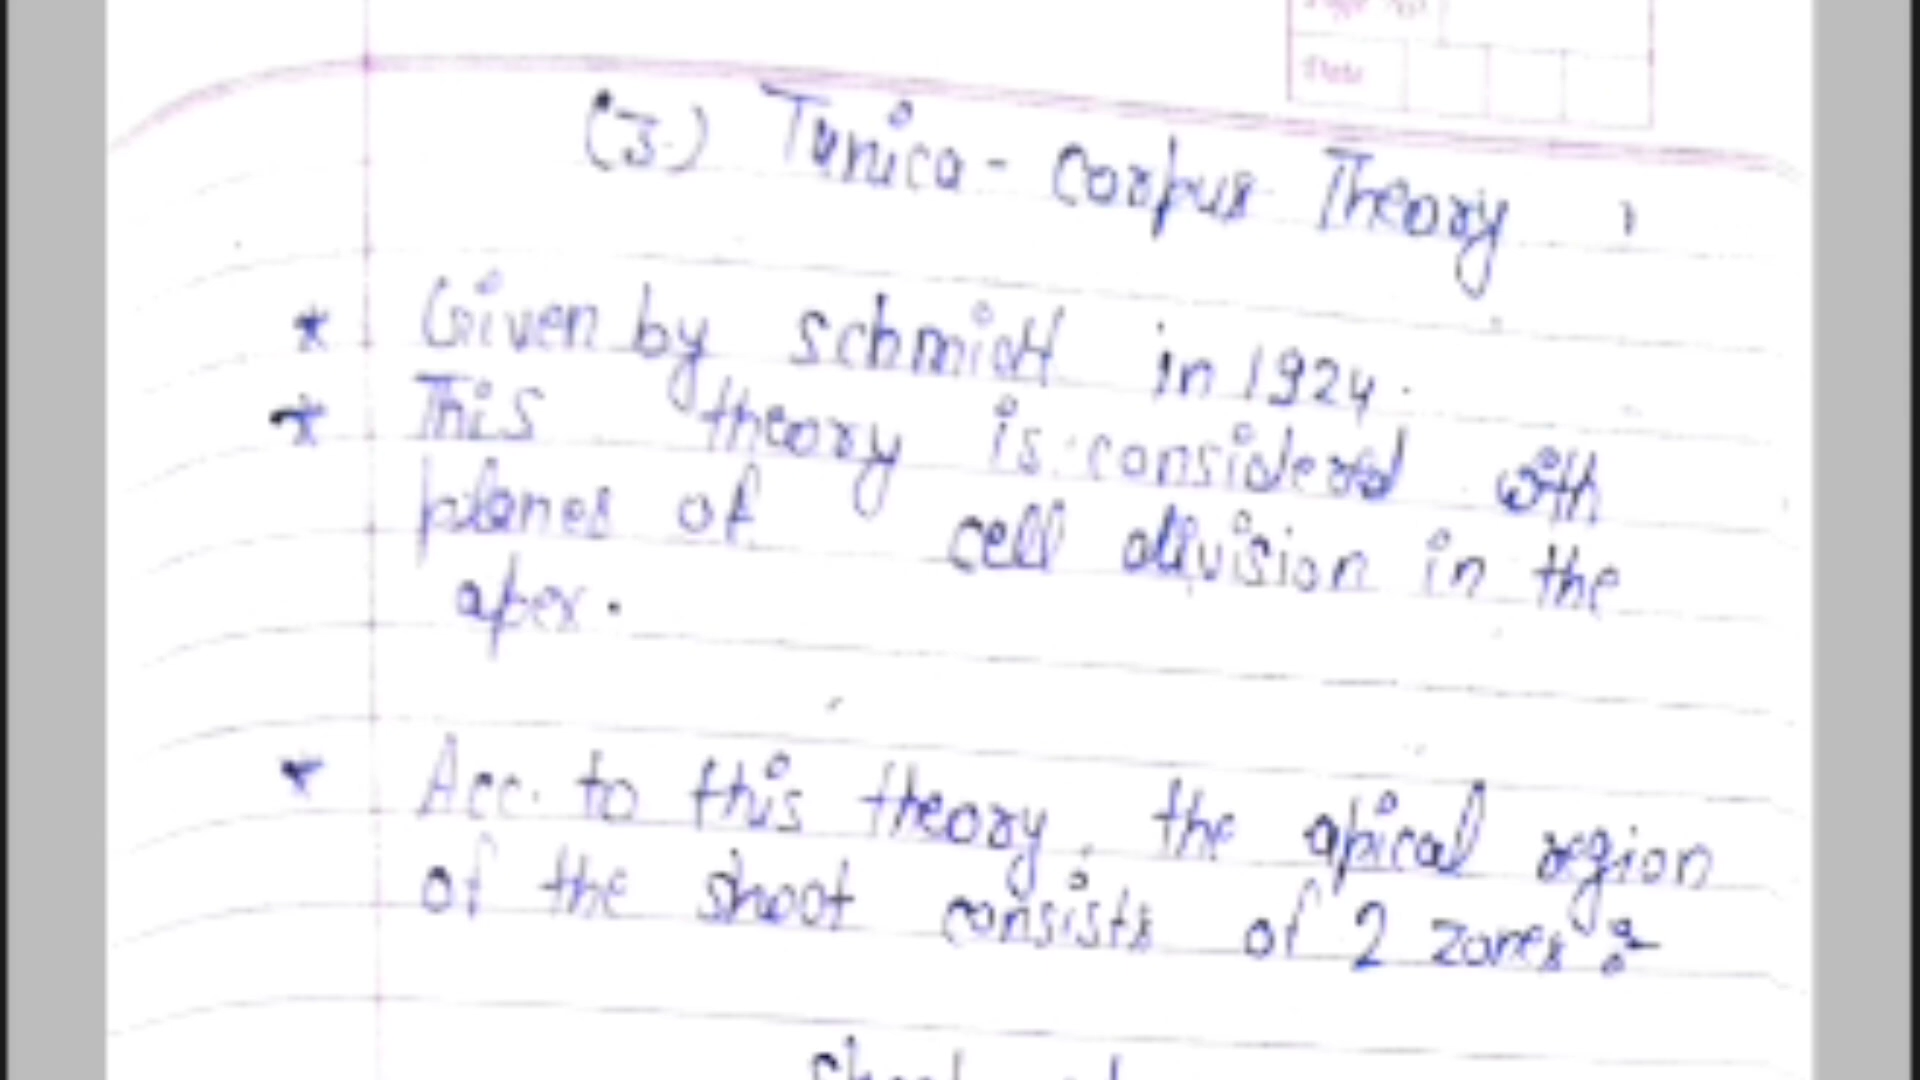 Date
(3.) Tunica - Corpus Theory :
* Given by schmidt in 1924.
* This theory is considered with
planes of cell division in the
apex.
* Acc. to this theory, the apical region
of the shoot consists of 2 zones :-